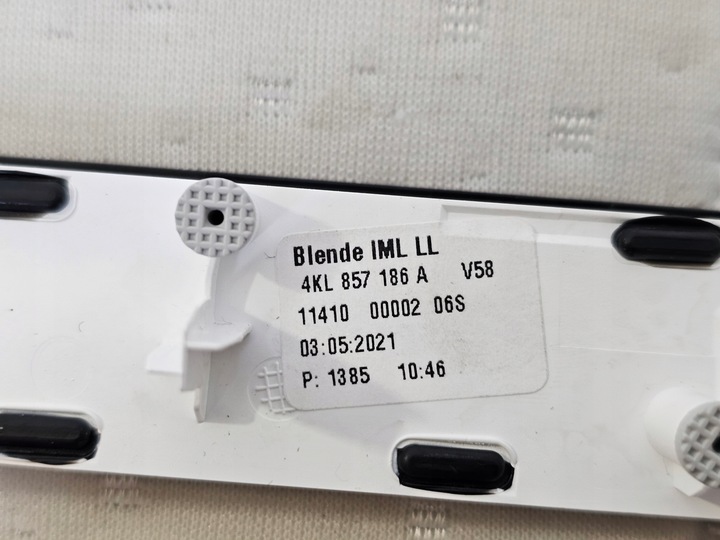 Blende IML LL
4KL 857 186 A V58
11410 00002 06S
03:05:2021
P: 1385 10:46